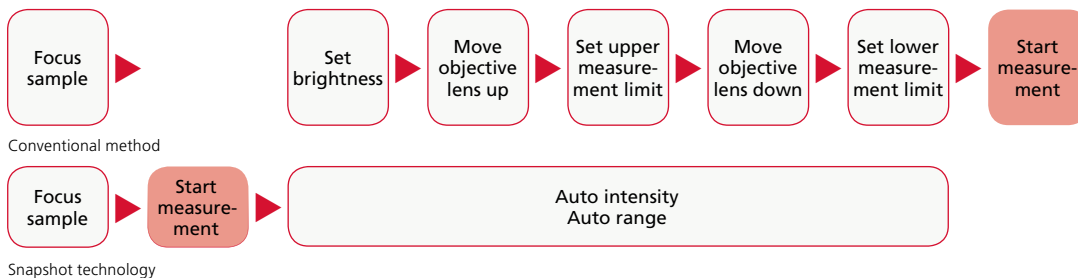 Focus
sample
Set
brightness
Move
objective
lens up
Set upper
measure-
ment limit
Move
objective
lens down
Set lower
measure-
ment limit
Start
measure-
ment
Conventional method
Focus
sample
Start
measure-
ment
Auto intensity
Auto range
Snapshot technology